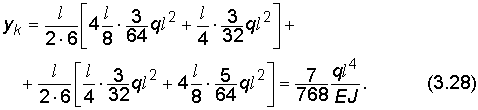 y_k = l/(2·6) [4 l/8 · 3/64 ql² + l/4 · 3/32 ql²] +
+ l/(2·6) [l/4 · 3/32 ql² + 4 l/8 · 5/64 ql²] = 7/768 ql⁴/EJ. (3.28)